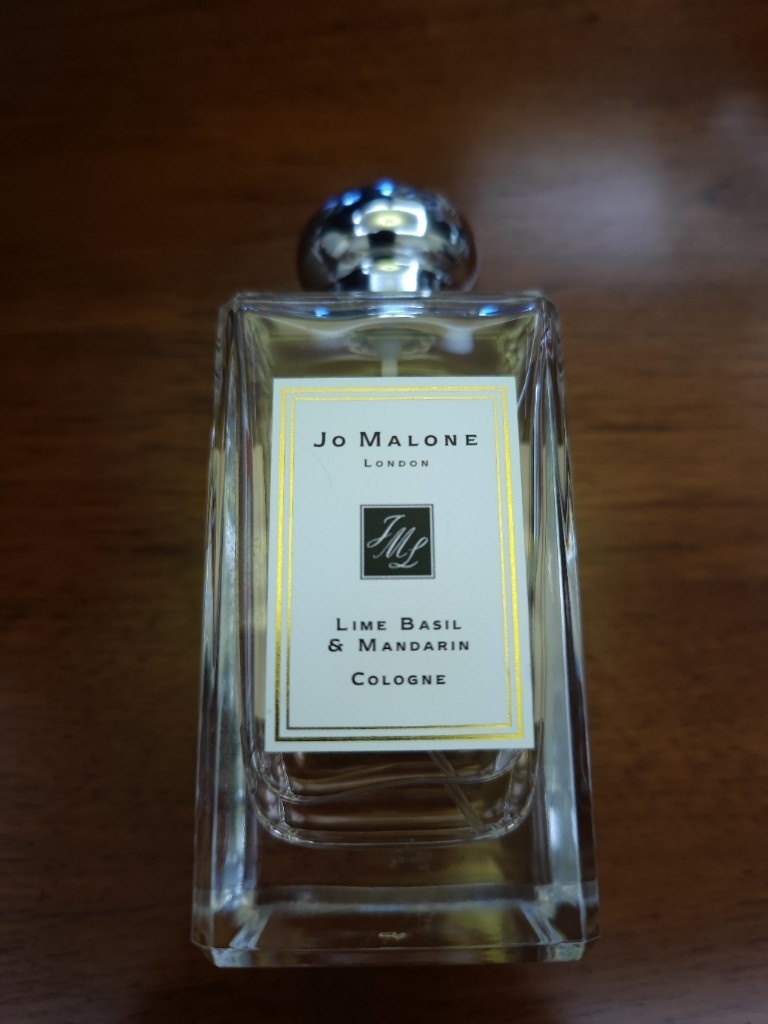 Jo Malone
London
JML
Lime Basil
& Mandarin
Cologne